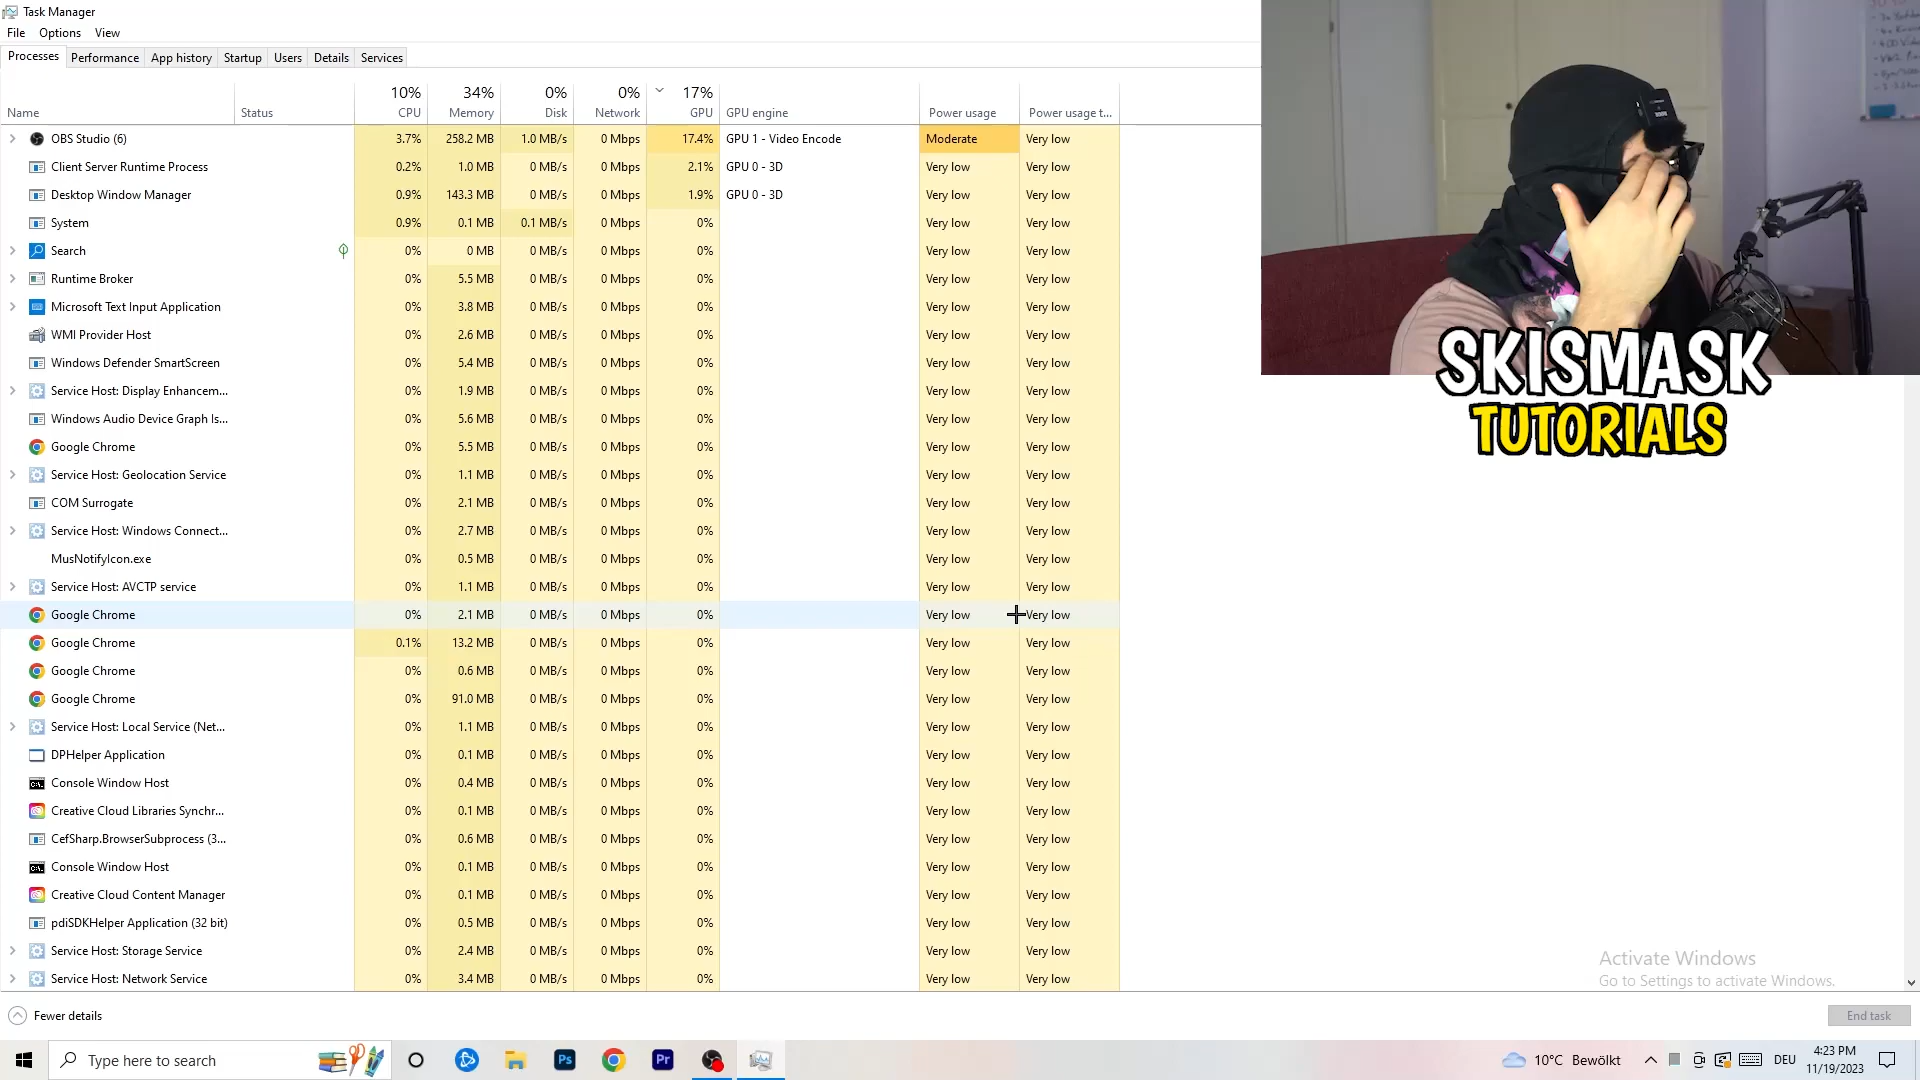 Task Manager
File Options View
Processes Performance App history Startup Users Details Services
10% 34% 0% 0% 17%
Name Status CPU Memory Disk Network GPU GPU engine Power usage Power usage t...
OBS Studio (6) 3.7% 258.2 MB 1.0 MB/s 0 Mbps 17.4% GPU 1 - Video Encode Moderate Very low
Client Server Runtime Process 0.2% 1.0 MB 0 MB/s 0 Mbps 2.1% GPU 0 - 3D Very low Very low
Desktop Window Manager 0.9% 143.3 MB 0 MB/s 0 Mbps 1.9% GPU 0 - 3D Very low Very low
System 0.9% 0.1 MB 0.1 MB/s 0 Mbps 0% Very low Very low
Search 0% 0 MB 0 MB/s 0 Mbps 0% Very low Very low
Runtime Broker 0% 5.5 MB 0 MB/s 0 Mbps 0% Very low Very low
Microsoft Text Input Application 0% 3.8 MB 0 MB/s 0 Mbps 0% Very low Very low
WMI Provider Host 0% 2.6 MB 0 MB/s 0 Mbps 0% Very low Very low
Windows Defender SmartScreen 0% 5.4 MB 0 MB/s 0 Mbps 0% Very low Very low
Service Host: Display Enhancem... 0% 1.9 MB 0 MB/s 0 Mbps 0% Very low Very low
Windows Audio Device Graph Is... 0% 5.6 MB 0 MB/s 0 Mbps 0% Very low Very low
Google Chrome 0% 5.5 MB 0 MB/s 0 Mbps 0% Very low Very low
Service Host: Geolocation Service 0% 1.1 MB 0 MB/s 0 Mbps 0% Very low Very low
COM Surrogate 0% 2.1 MB 0 MB/s 0 Mbps 0% Very low Very low
Service Host: Windows Connect... 0% 2.7 MB 0 MB/s 0 Mbps 0% Very low Very low
MusNotifyIcon.exe 0% 0.5 MB 0 MB/s 0 Mbps 0% Very low Very low
Service Host: AVCTP service 0% 1.1 MB 0 MB/s 0 Mbps 0% Very low Very low
Google Chrome 0% 2.1 MB 0 MB/s 0 Mbps 0% Very low Very low
Google Chrome 0.1% 13.2 MB 0 MB/s 0 Mbps 0% Very low Very low
Google Chrome 0% 0.6 MB 0 MB/s 0 Mbps 0% Very low Very low
Google Chrome 0% 91.0 MB 0 MB/s 0 Mbps 0% Very low Very low
Service Host: Local Service (Net... 0% 1.1 MB 0 MB/s 0 Mbps 0% Very low Very low
DPHelper Application 0% 0.1 MB 0 MB/s 0 Mbps 0% Very low Very low
Console Window Host 0% 0.4 MB 0 MB/s 0 Mbps 0% Very low Very low
Creative Cloud Libraries Synchr... 0% 0.1 MB 0 MB/s 0 Mbps 0% Very low Very low
CefSharp.BrowserSubprocess (3... 0% 0.6 MB 0 MB/s 0 Mbps 0% Very low Very low
Console Window Host 0% 0.1 MB 0 MB/s 0 Mbps 0% Very low Very low
Creative Cloud Content Manager 0% 0.1 MB 0 MB/s 0 Mbps 0% Very low Very low
pdiSDKHelper Application (32 bit) 0% 0.5 MB 0 MB/s 0 Mbps 0% Very low Very low
Service Host: Storage Service 0% 2.4 MB 0 MB/s 0 Mbps 0% Very low Very low
Service Host: Network Service 0% 3.4 MB 0 MB/s 0 Mbps 0% Very low Very low
SKISMASK
TUTORIALS
Activate Windows
Go to Settings to activate Windows.
Fewer details End task
Type here to search Ps Pr 10°C Bewölkt DEU 4:23 PM
11/19/2023